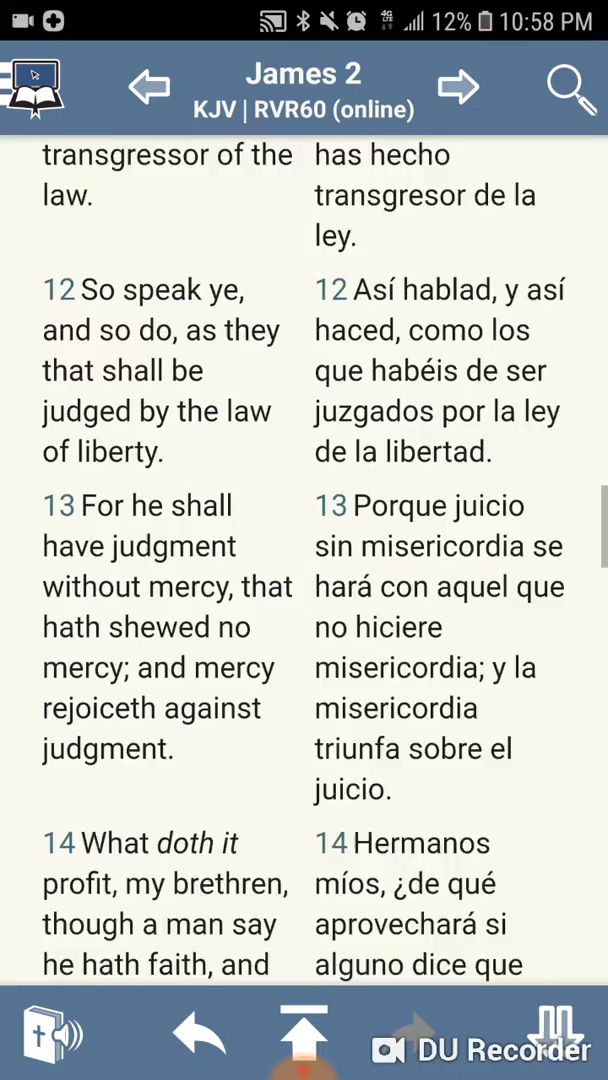 4G LTE 12% 10:58 PM
James 2
KJV | RVR60 (online)
transgressor of the
law.
has hecho
transgresor de la
ley.
12 So speak ye,
and so do, as they
that shall be
judged by the law
of liberty.
12 Así hablad, y así
haced, como los
que habéis de ser
juzgados por la ley
de la libertad.
13 For he shall
have judgment
without mercy, that
hath shewed no
mercy; and mercy
rejoiceth against
judgment.
13 Porque juicio
sin misericordia se
hará con aquel que
no hiciere
misericordia; y la
misericordia
triunfa sobre el
juicio.
14 What doth it
profit, my brethren,
though a man say
he hath faith, and
14 Hermanos
míos, ¿de qué
aprovechará si
alguno dice que
DU Recorder